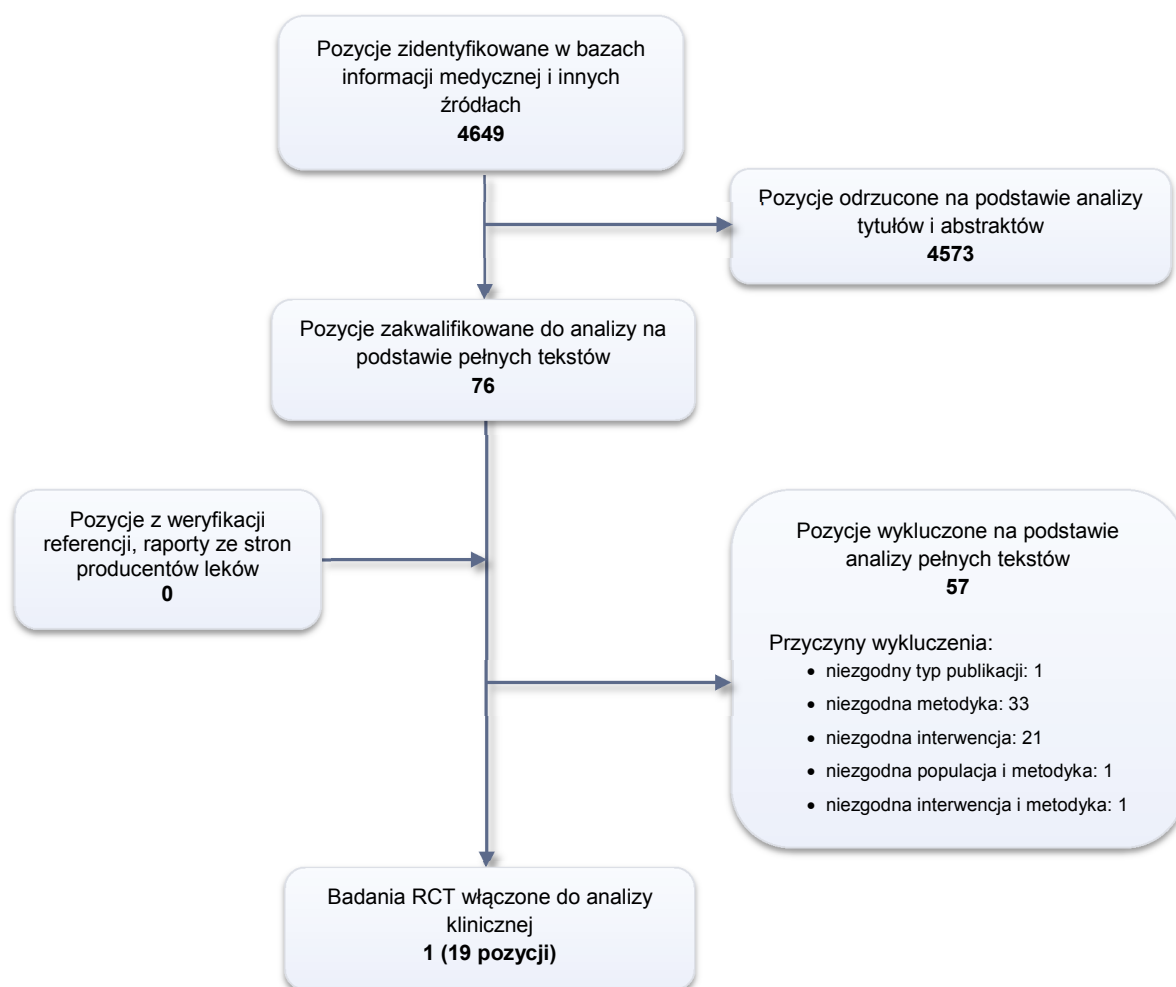 Pozycje zidentyfikowane w bazach
informacji medycznej i innych
źródłach
4649
Pozycje odrzucone na podstawie analizy
tytułów i abstraktów
4573
Pozycje zakwalifikowane do analizy na
podstawie pełnych tekstów
76
Pozycje z weryfikacji
referencji, raporty ze stron
producentów leków
0
Pozycje wykluczone na podstawie
analizy pełnych tekstów
57
Przyczyny wykluczenia:
• niezgodny typ publikacji: 1
• niezgodna metodyka: 33
• niezgodna interwencja: 21
• niezgodna populacja i metodyka: 1
• niezgodna interwencja i metodyka: 1
Badania RCT włączone do analizy
klinicznej
1 (19 pozycji)